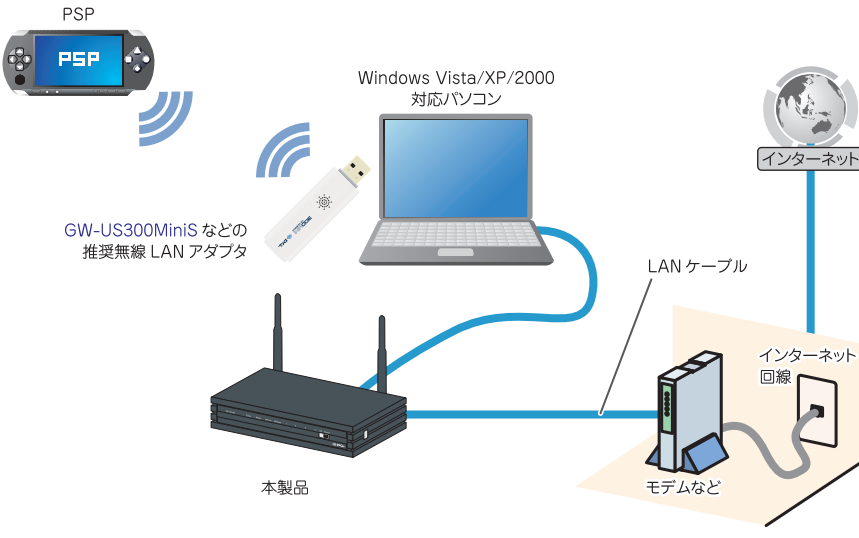 PSP
PSP
Windows Vista/XP/2000
対応パソコン
インターネット
GW-US300MiniS などの
推奨無線 LAN アダプタ
LAN ケーブル
インターネット
回線
本製品
モデムなど